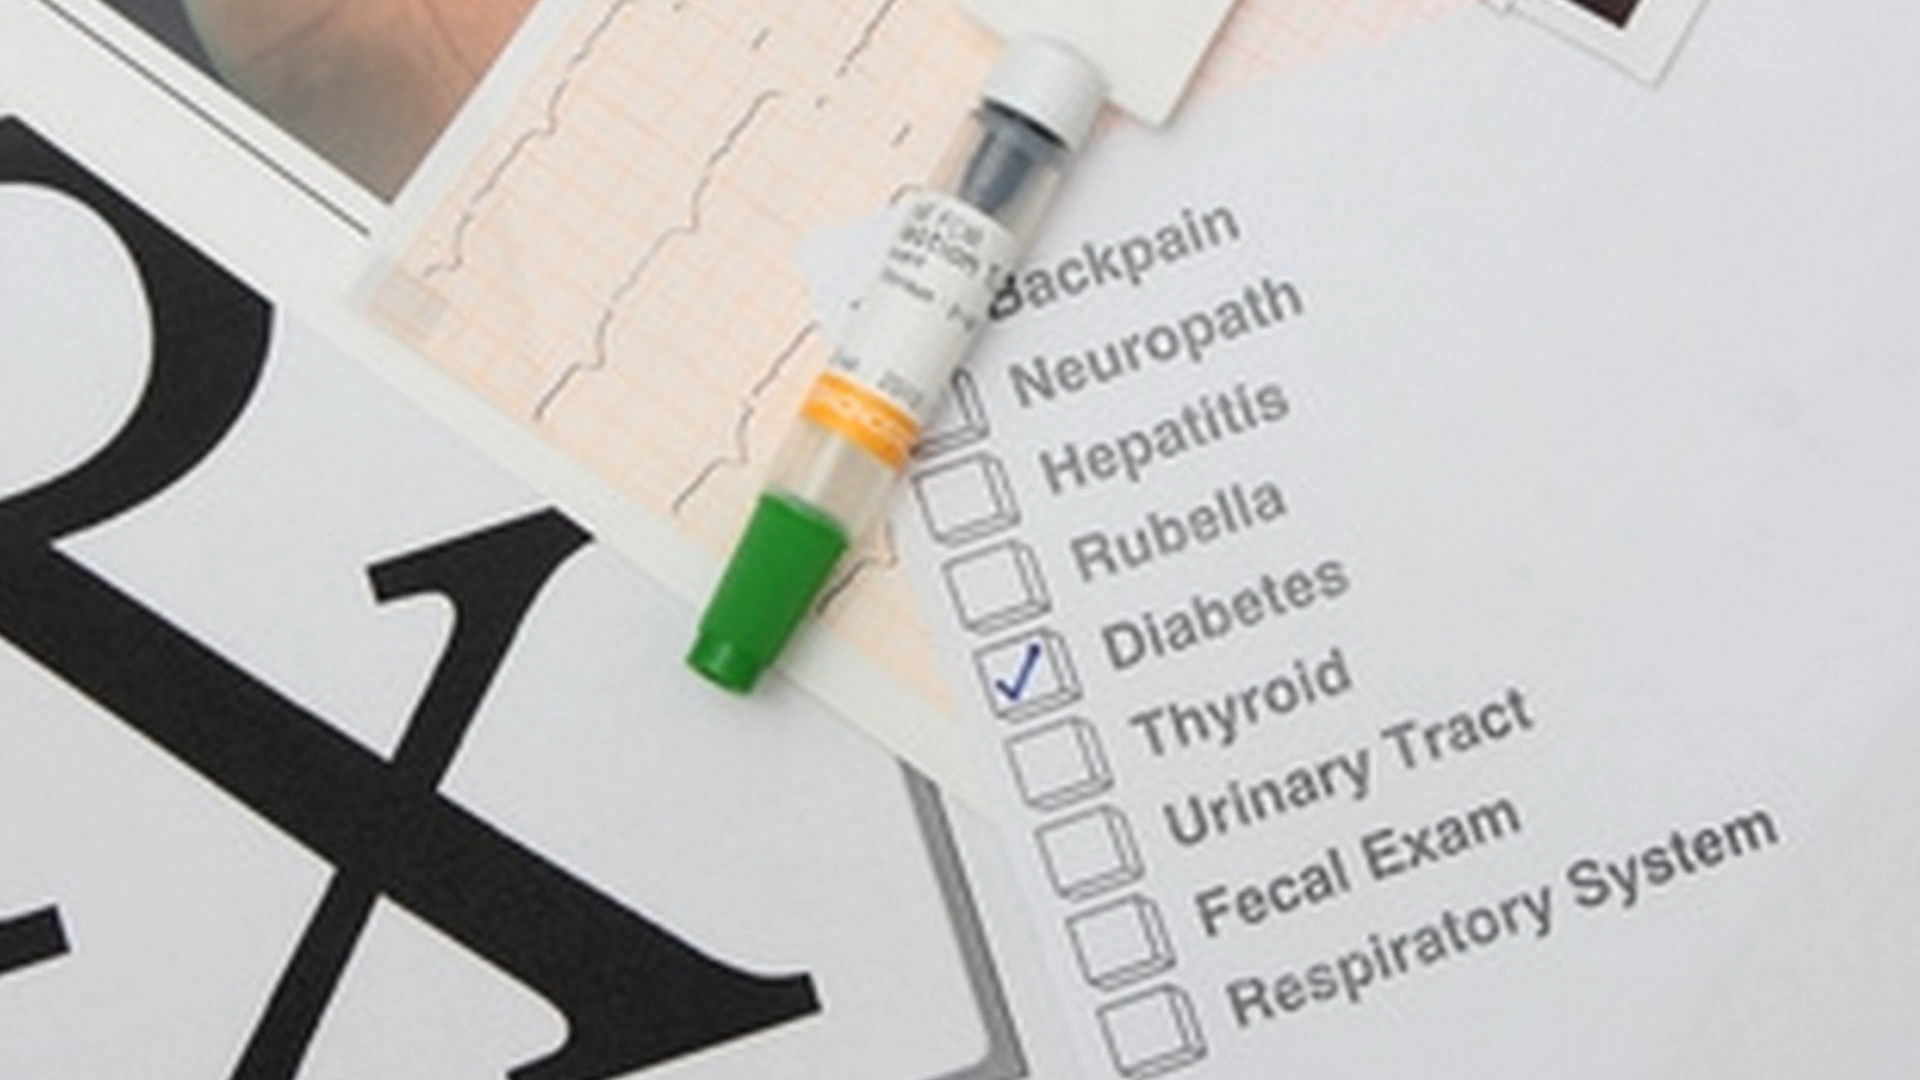 Rx
Backpain
Neuropath
Hepatitis
Rubella
Diabetes
Thyroid
Urinary Tract
Fecal Exam
Respiratory System